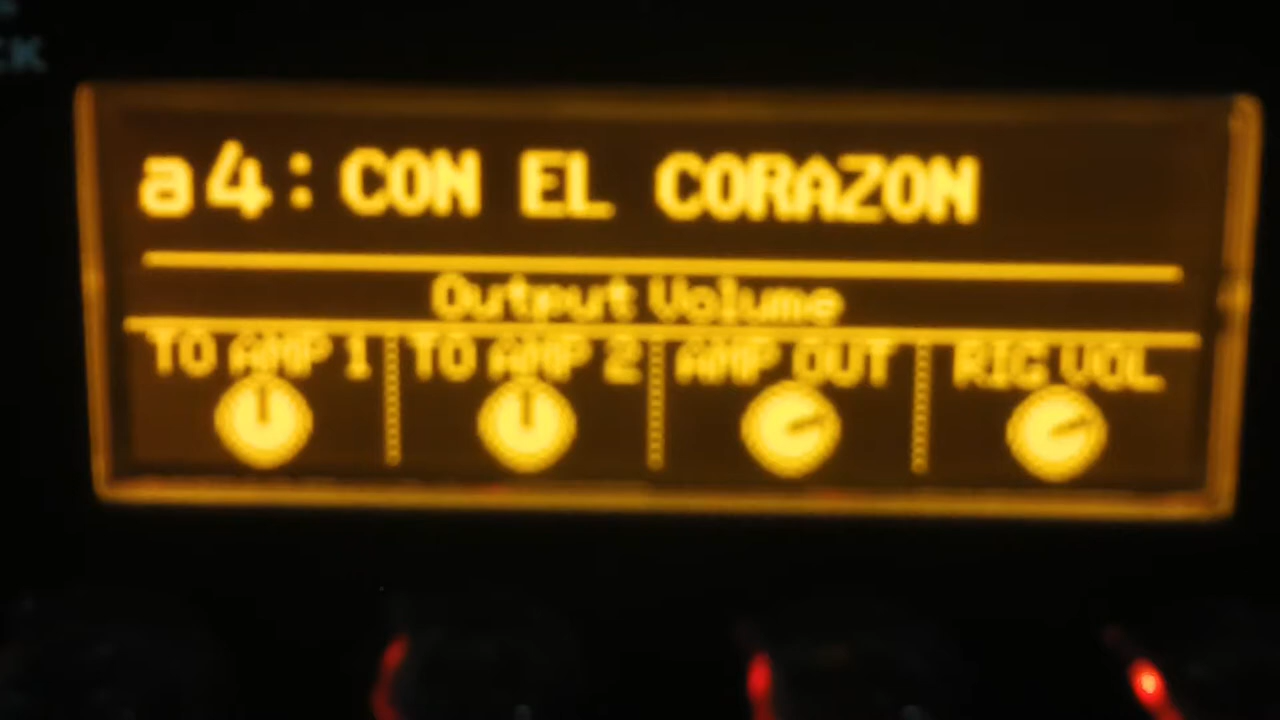 a4: CON EL CORAZON
Output Volume
TO AMP 1 TO AMP 2 AMP OUT RIG VOL